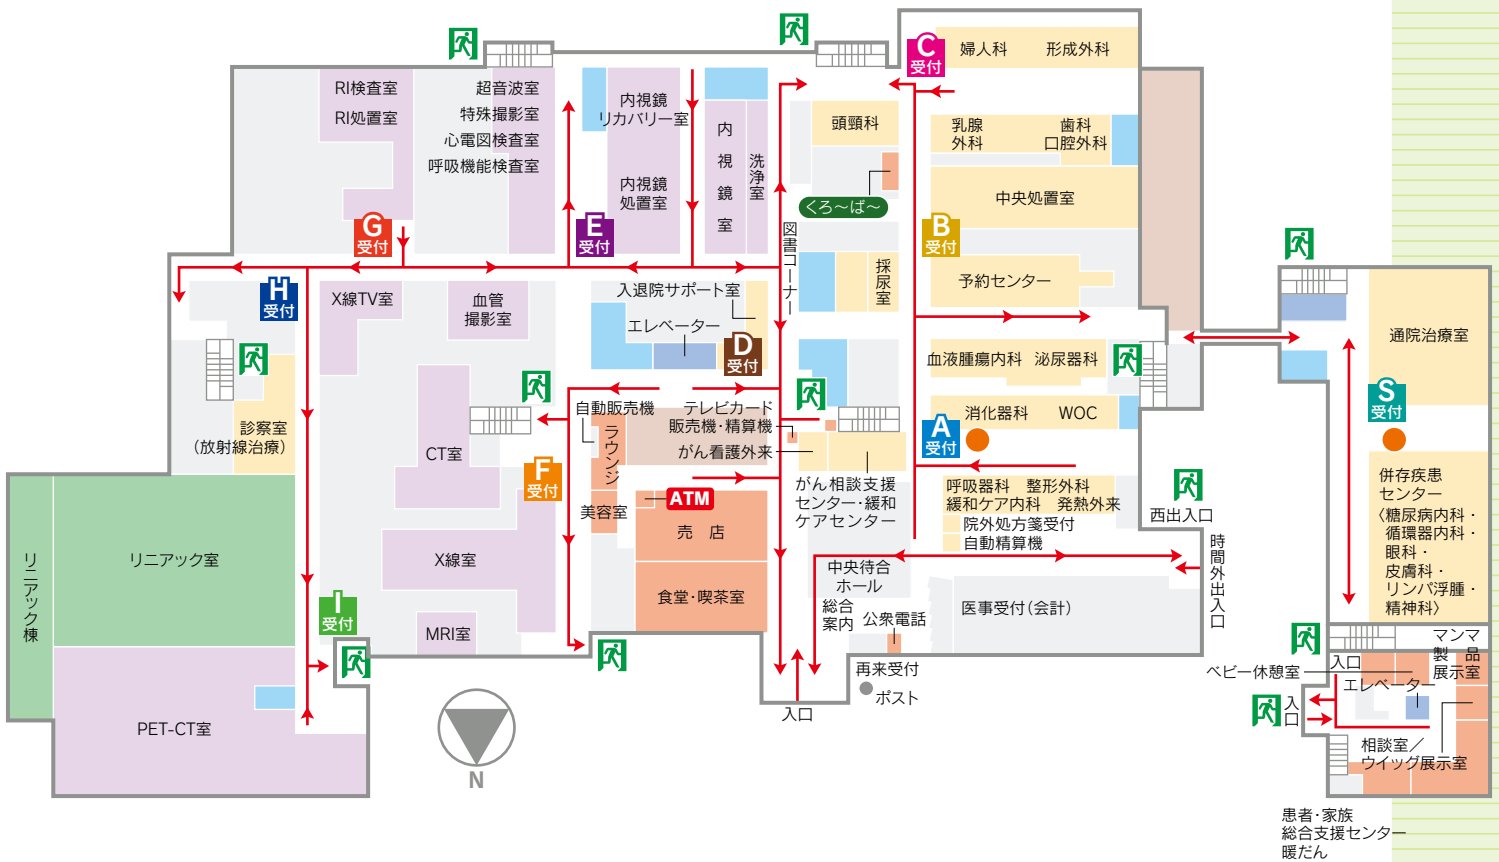 C
受付
婦人科
形成外科
RI検査室
RI処置室
超音波室
特殊撮影室
心電図検査室
呼吸機能検査室
内視鏡
リカバリー室
内視鏡
処置室
内視鏡室
洗浄室
頭頸科
くろ〜ば〜
乳腺
外科
歯科
口腔外科
中央処置室
G
受付
E
受付
B
受付
図書コーナー
採尿室
予約センター
H
受付
X線TV室
血管
撮影室
入退院サポート室
エレベーター
D
受付
血液腫瘍内科
泌尿器科
通院治療室
S
受付
診察室
(放射線治療)
CT室
自動販売機
ラウンジ
テレビカード
販売機・精算機
がん看護外来
消化器科
WOC
A
受付
F
受付
美容室
ATM
売店
がん相談支援
センター・緩和
ケアセンター
呼吸器科 整形外科
緩和ケア内科 発熱外来
院外処方箋受付
自動精算機
西出入口
時間外出入口
併存疾患
センター
〈糖尿病内科・
循環器内科・
眼科・
皮膚科・
リンパ浮腫・
精神科〉
リニアック棟
リニアック室
X線室
I
受付
MRI室
食堂・喫茶室
中央待合
ホール
総合
案内
公衆電話
医事受付(会計)
再来受付
ポスト
入口
PET-CT室
N
マンマ
製品
展示室
入口
ベビー休憩室
エレベーター
入口
相談室/
ウイッグ展示室
患者・家族
総合支援センター
暖だん